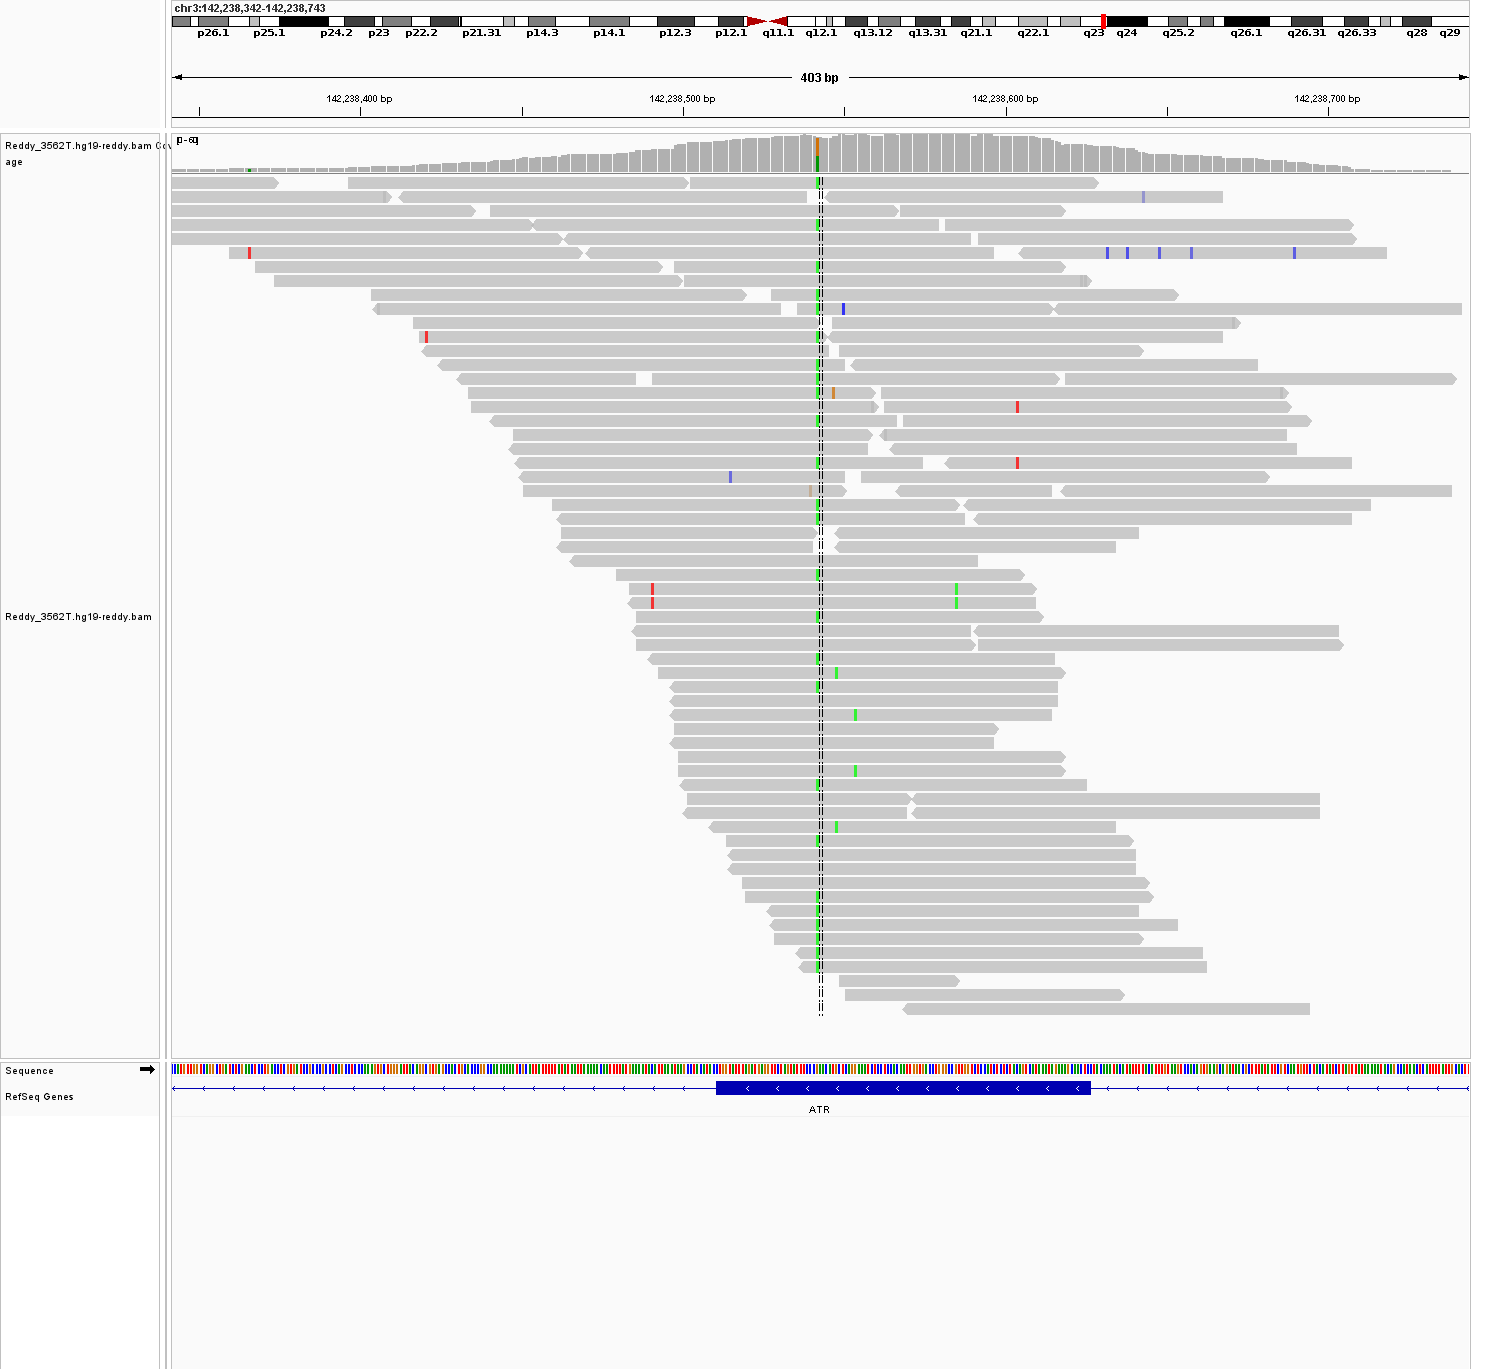 chr3:142,238,342-142,238,743
p26.1 p25.1 p24.2 p23 p22.2 p21.31 p14.3 p14.1 p12.3 p12.1 q11.1 q12.1 q13.12 q13.31 q21.1 q22.1 q23 q24 q25.2 q26.1 q26.31 q26.33 q28 q29
403 bp
142,238,400 bp 142,238,500 bp 142,238,600 bp 142,238,700 bp
Reddy_3562T.hg19-reddy.bam Cov
age
Reddy_3562T.hg19-reddy.bam
Sequence
RefSeq Genes
ATR